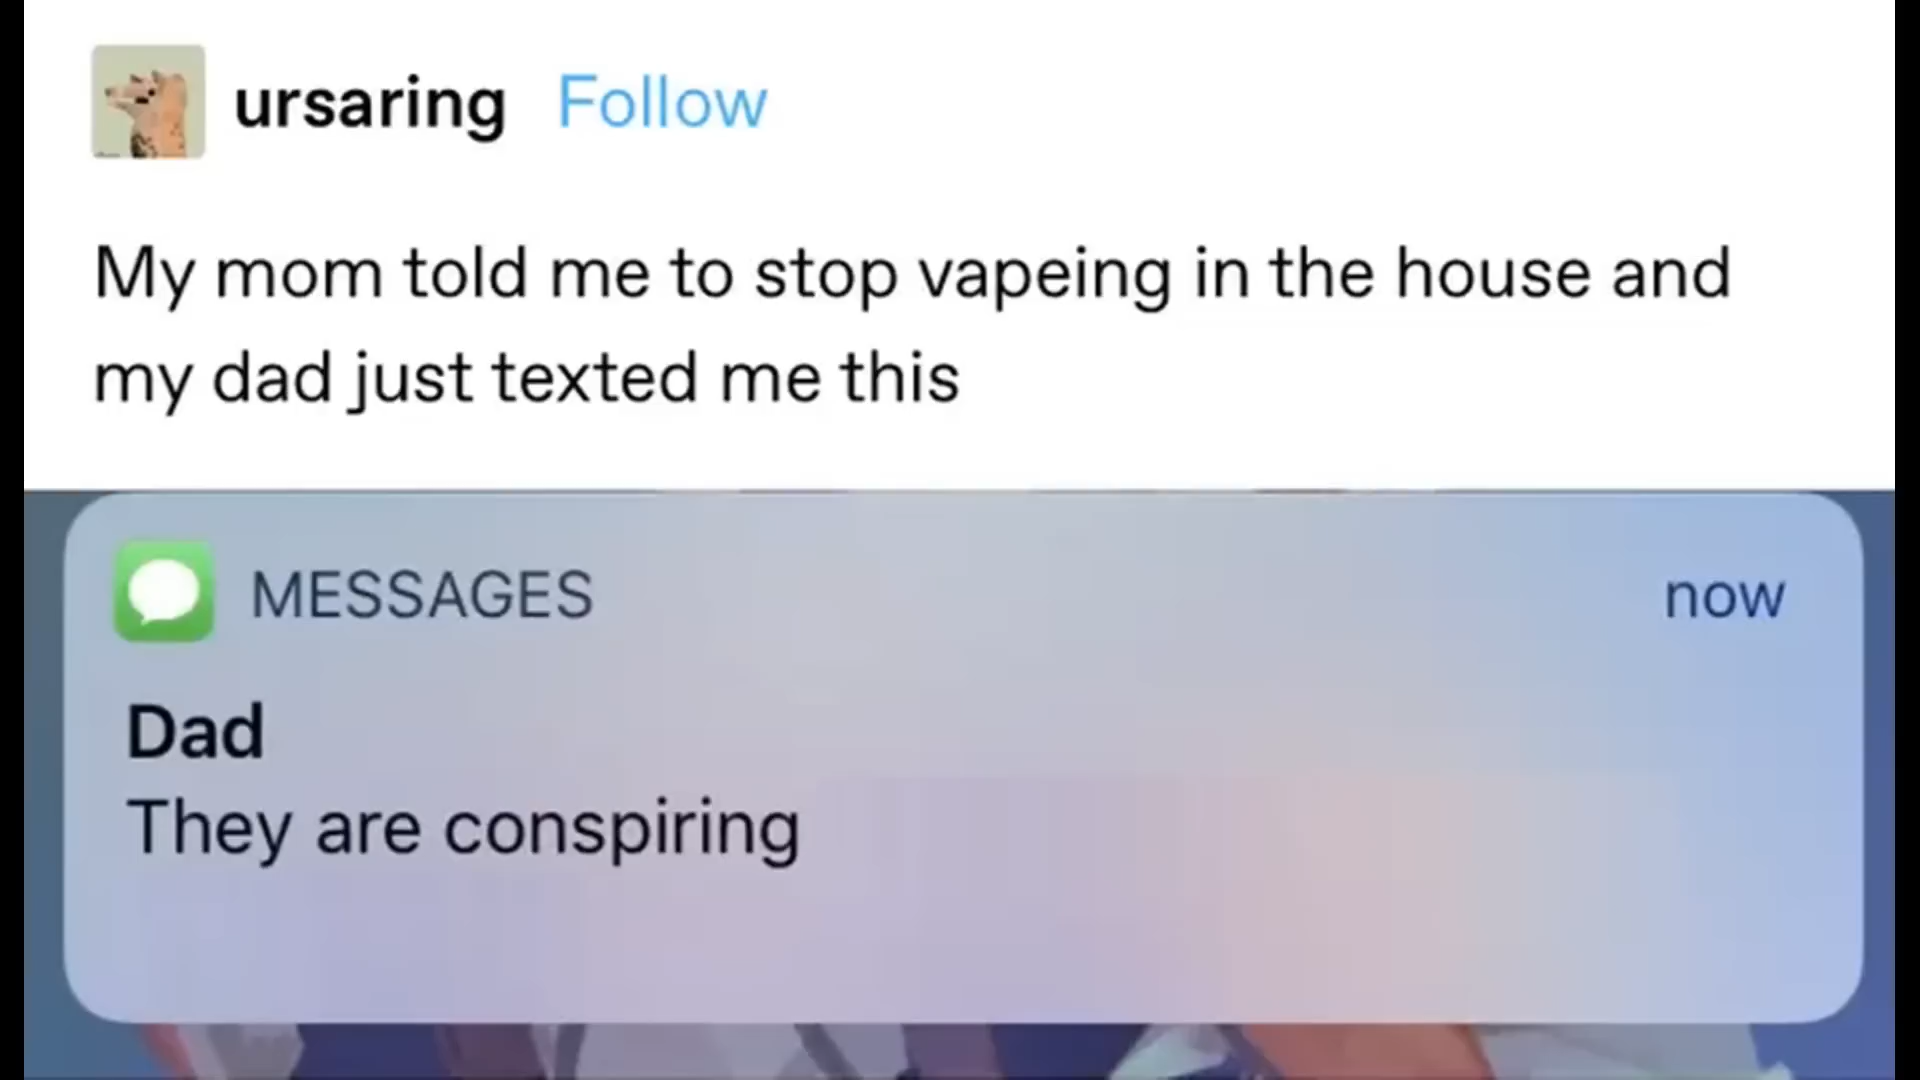 ursaring Follow
My mom told me to stop vapeing in the house and
my dad just texted me this
MESSAGES now
Dad
They are conspiring